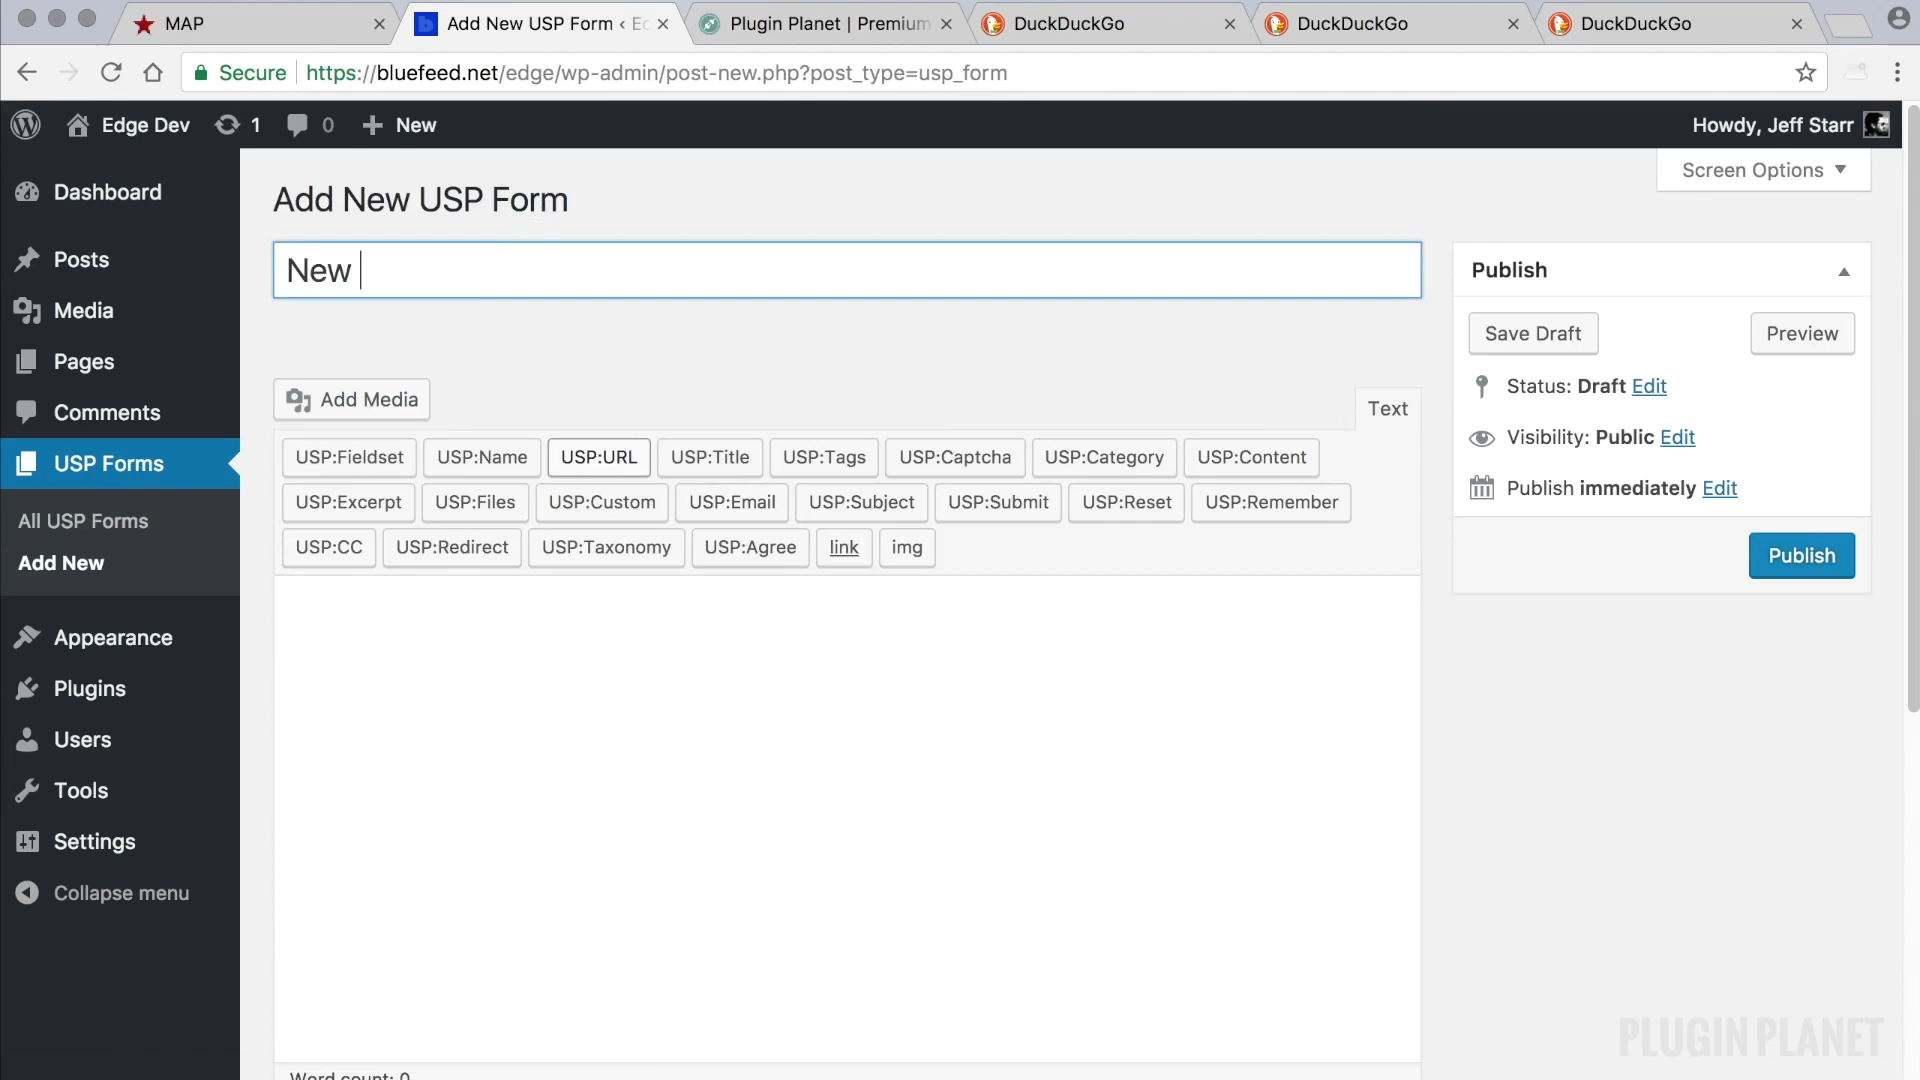 MAP
Add New USP Form ‹ Ec
Plugin Planet | Premium
DuckDuckGo
DuckDuckGo
DuckDuckGo
Secure
https://bluefeed.net/edge/wp-admin/post-new.php?post_type=usp_form
Edge Dev
1
0
New
Howdy, Jeff Starr
Screen Options
Dashboard
Posts
Media
Pages
Comments
USP Forms
All USP Forms
Add New
Appearance
Plugins
Users
Tools
Settings
Collapse menu
Add New USP Form
New
Add Media
Text
USP:Fieldset USP:Name USP:URL USP:Title USP:Tags USP:Captcha USP:Category USP:Content
USP:Excerpt USP:Files USP:Custom USP:Email USP:Subject USP:Submit USP:Reset USP:Remember
USP:CC USP:Redirect USP:Taxonomy USP:Agree link img
Word count: 0
Publish
Save Draft
Preview
Status: Draft Edit
Visibility: Public Edit
Publish immediately Edit
Publish
PLUGIN PLANET